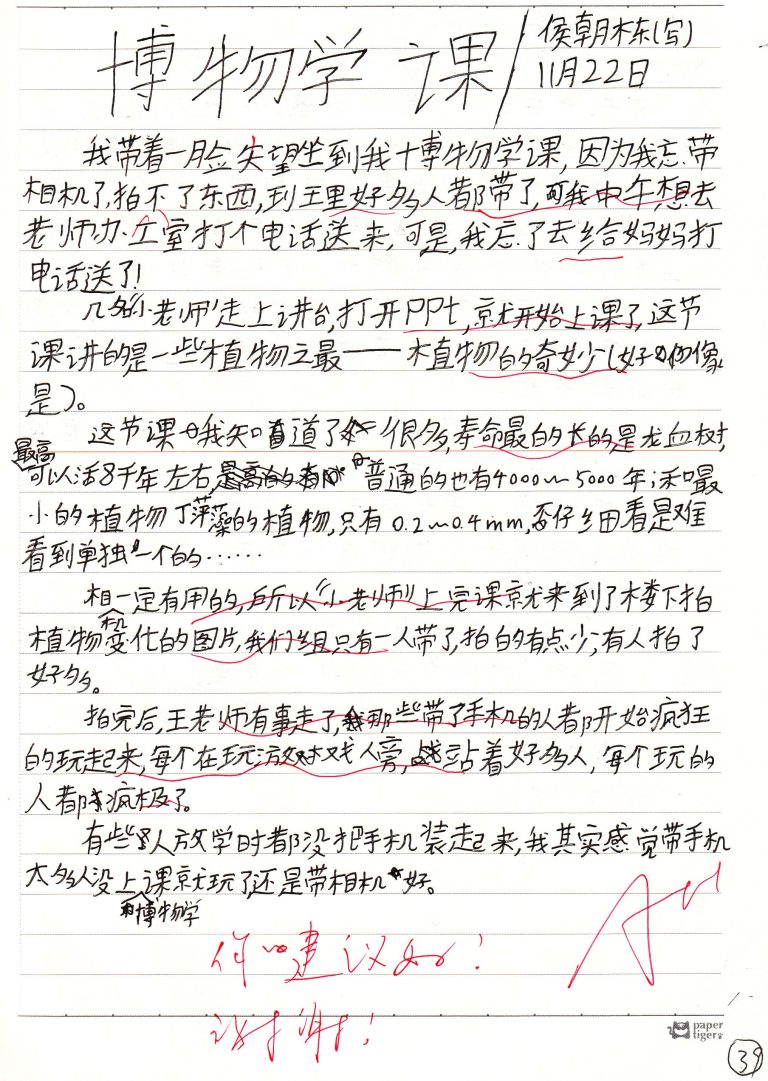 博物学课/侯朝栋(写)
11月22日
我带着一脸失望坐到我博物学课,因为我忘带
相机了,拍不了东西,到王里好多人都带了,可我中午想去
老师办工室打个电话送来,可是,我忘了去给妈妈打
电话送了!
几名“小老师”走上讲台,打开PPt,就开始上课了,这节
课讲的是一些植物之最——植物的奇妙(好像
是)。
这节课我知道了很多,寿命最的长的是龙血树,
最高
可以活8千年左右,普通的也有4000~5000年;最
小的植物萍藻的植物,只有0.2~0.4mm,仔细看是难
看到单独一个的……
相一定有用的,所以“小老师”上完课就来到了楼下拍
机
植物变化的图片,我们组只有一人带了,拍的有点少;有人拍了
好多。
拍完后,王老师有事走了,那些带了手机的人都开始疯狂
的玩起来,每个在玩游戏人旁,站着好多人,每个玩的
人都疯极了。
有些人放学时都没把手机装起来,我其实感觉带手机
太多人没上课就玩了还是带相机好。
博物学
A+
你的建议如!
谢谢!
paper
tiger
39